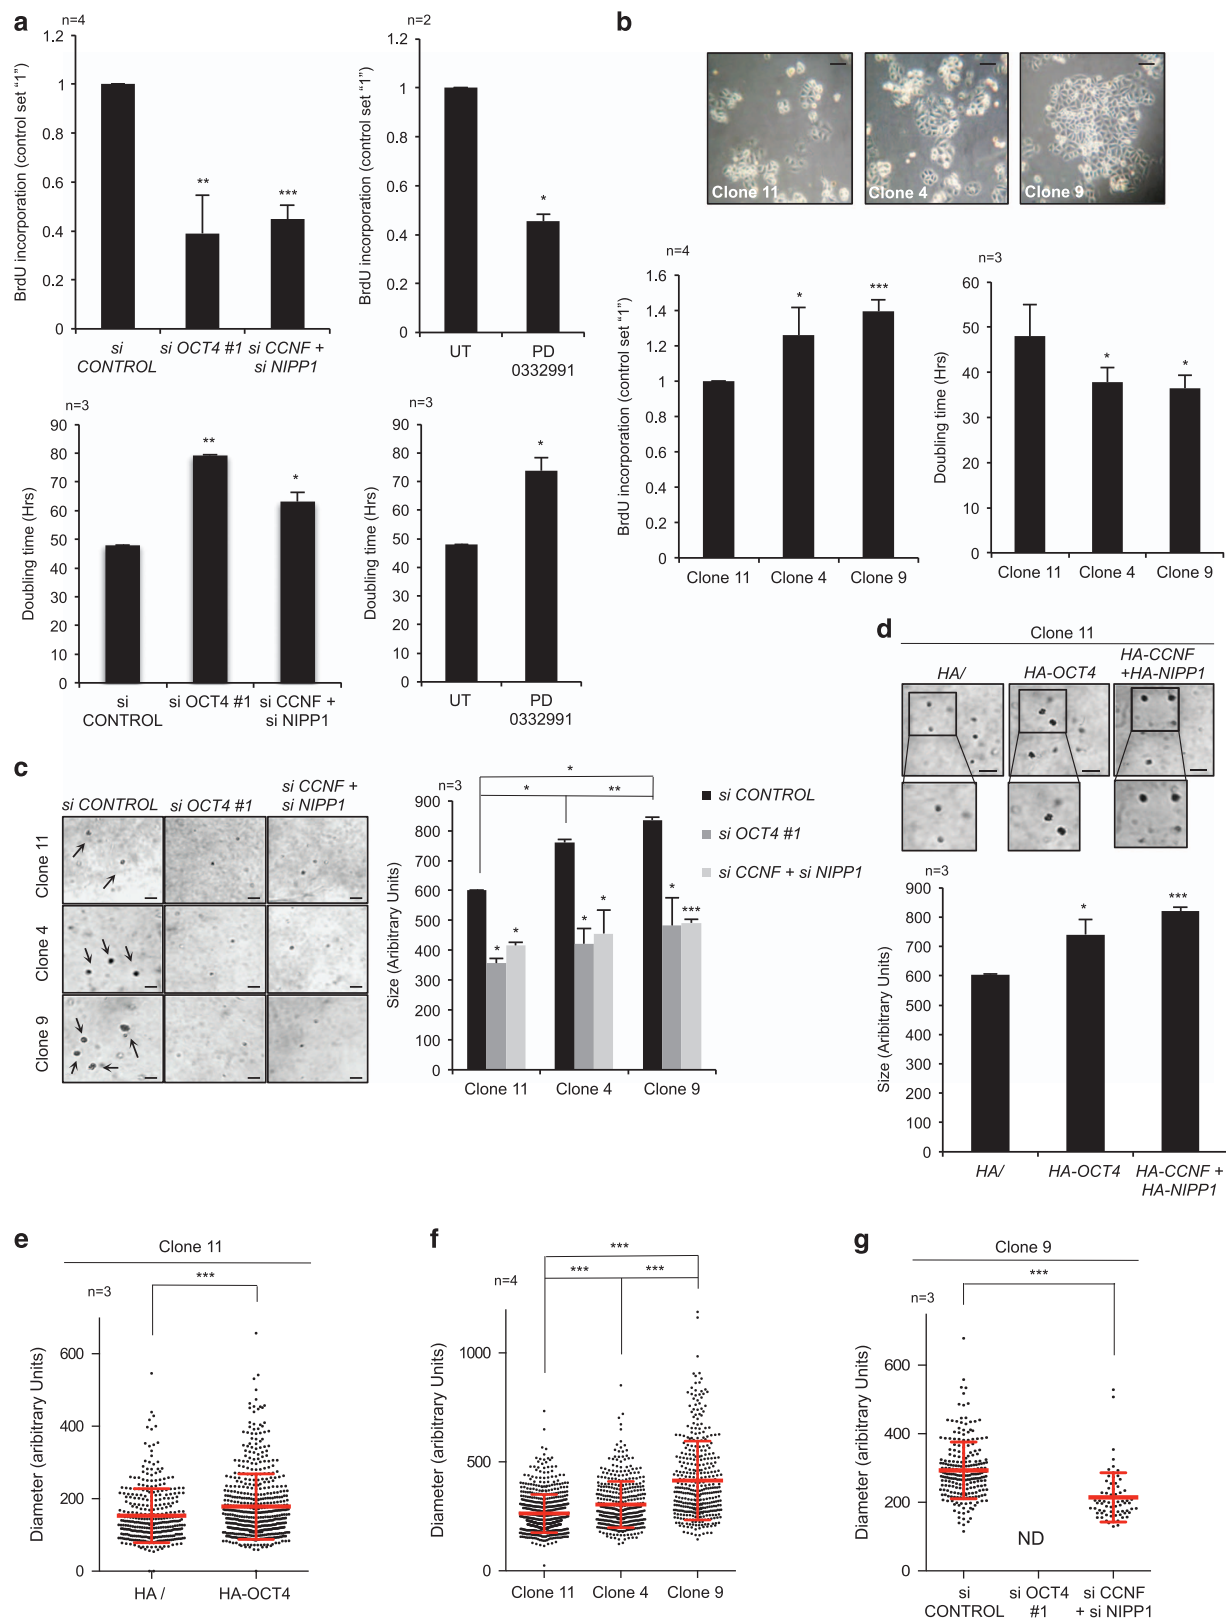 a
n=4
1.2
1
0.8
0.6
0.4
0.2
0
BrdU incorporation (control set “1”)
**
***
si
CONTROL
si OCT4 #1
si CCNF +
si NIPP1
n=2
1.2
1
0.8
0.6
0.4
0.2
0
BrdU incorporation (control set “1”)
*
UT
PD
0332991
n=3
90
80
70
60
50
40
30
20
10
0
Doubling time (Hrs)
**
*
si
CONTROL
si OCT4 #1
si CCNF +
si NIPP1
n=3
90
80
70
60
50
40
30
20
10
0
Doubling time (Hrs)
*
UT
PD
0332991
b
Clone 11
Clone 4
Clone 9
n=4
1.6
1.4
1.2
1
0.8
0.6
0.4
0.2
0
BrdU incorporation (control set “1”)
*
***
Clone 11
Clone 4
Clone 9
n=3
60
50
40
30
20
10
0
Doubling time (Hrs)
*
*
Clone 11
Clone 4
Clone 9
c
si CONTROL
si OCT4 #1
si CCNF +
si NIPP1
Clone 11
Clone 4
Clone 9
n=3
900
800
700
600
500
400
300
200
100
0
Size (Aribitrary Units)
*
*
**
*
*
*
*
*
***
Clone 11
Clone 4
Clone 9
si CONTROL
si OCT4 #1
si CCNF + si NIPP1
d
Clone 11
HA/
HA-OCT4
HA-CCNF
+HA-NIPP1
n=3
900
800
700
600
500
400
300
200
100
0
Size (Aribitrary Units)
*
***
HA/
HA-OCT4
HA-CCNF +
HA-NIPP1
e
Clone 11
***
n=3
600
400
200
0
Diameter (aribitrary Units)
HA /
HA-OCT4
f
***
***
***
n=4
1000
500
0
Diameter (aribitrary Units)
Clone 11
Clone 4
Clone 9
g
Clone 9
***
n=3
600
400
200
0
Diameter (aribitrary Units)
ND
si
CONTROL
si OCT4
#1
si CCNF
+ si NIPP1